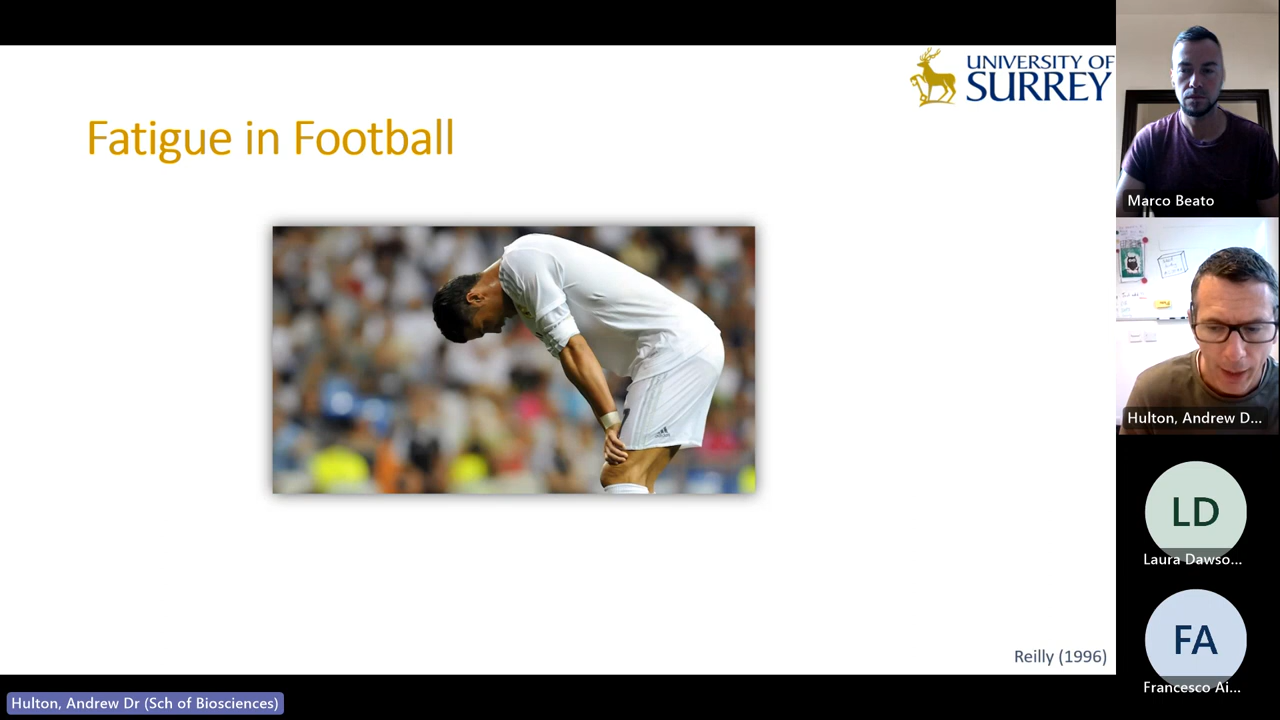 UNIVERSITY OF
SURREY
Fatigue in Football
Reilly (1996)
Marco Beato
Hulton, Andrew D...
LD
Laura Dawso...
FA
Francesco Ai...
Hulton, Andrew Dr (Sch of Biosciences)